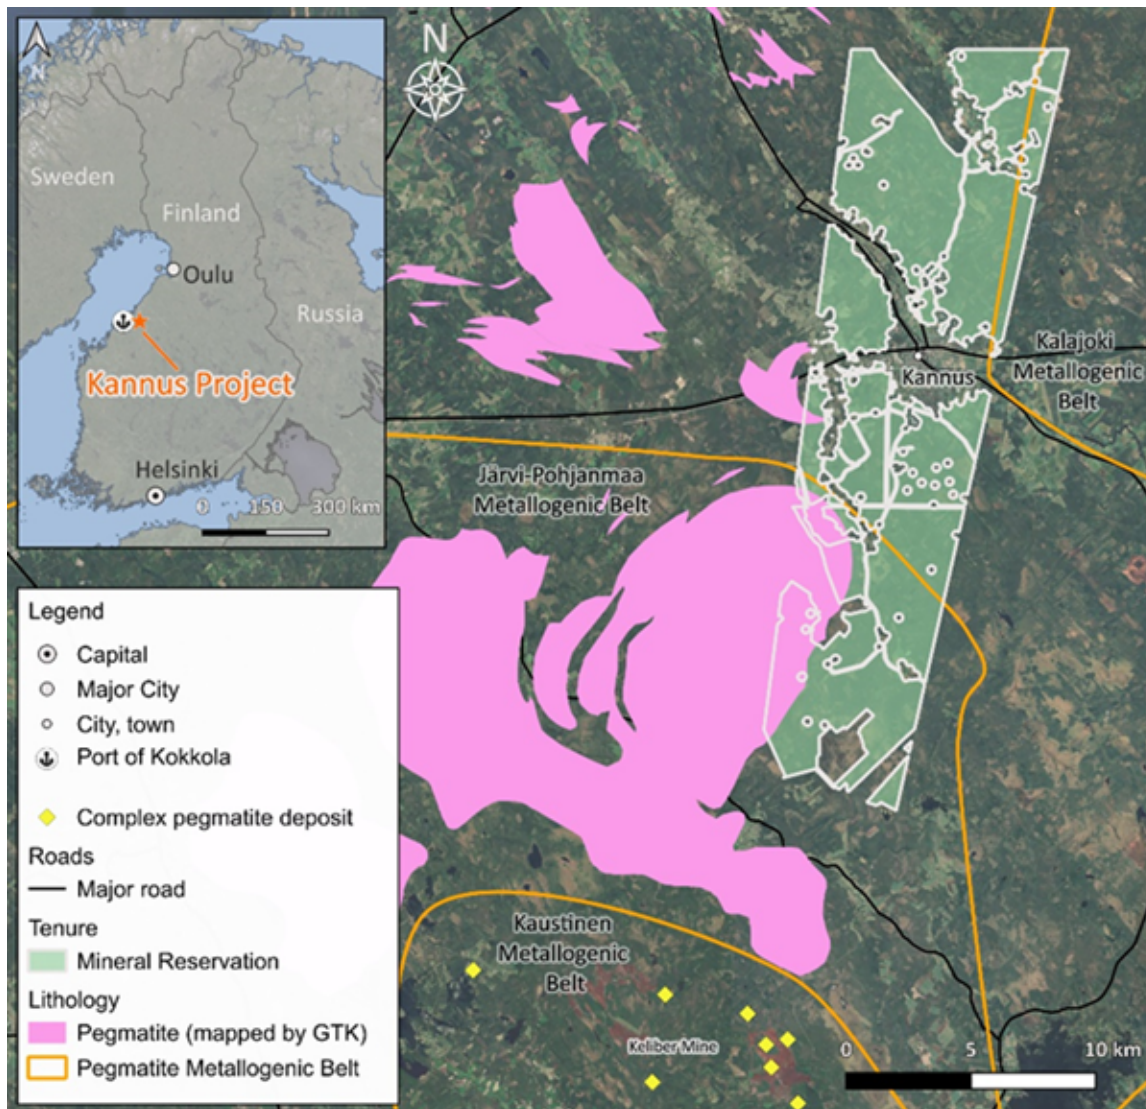 N
Sweden
Finland
Oulu
Russia
Kannus Project
Helsinki
0 150 300 km
N
Kannus
Kalajoki
Metallogenic
Belt
Järvi-Pohjanmaa
Metallogenic Belt
Legend
Capital
Major City
City, town
Port of Kokkola
Complex pegmatite deposit
Roads
Major road
Tenure
Mineral Reservation
Lithology
Pegmatite (mapped by GTK)
Pegmatite Metallogenic Belt
Kaustinen
Metallogenic
Belt
Keliber Mine
0 5 10 km